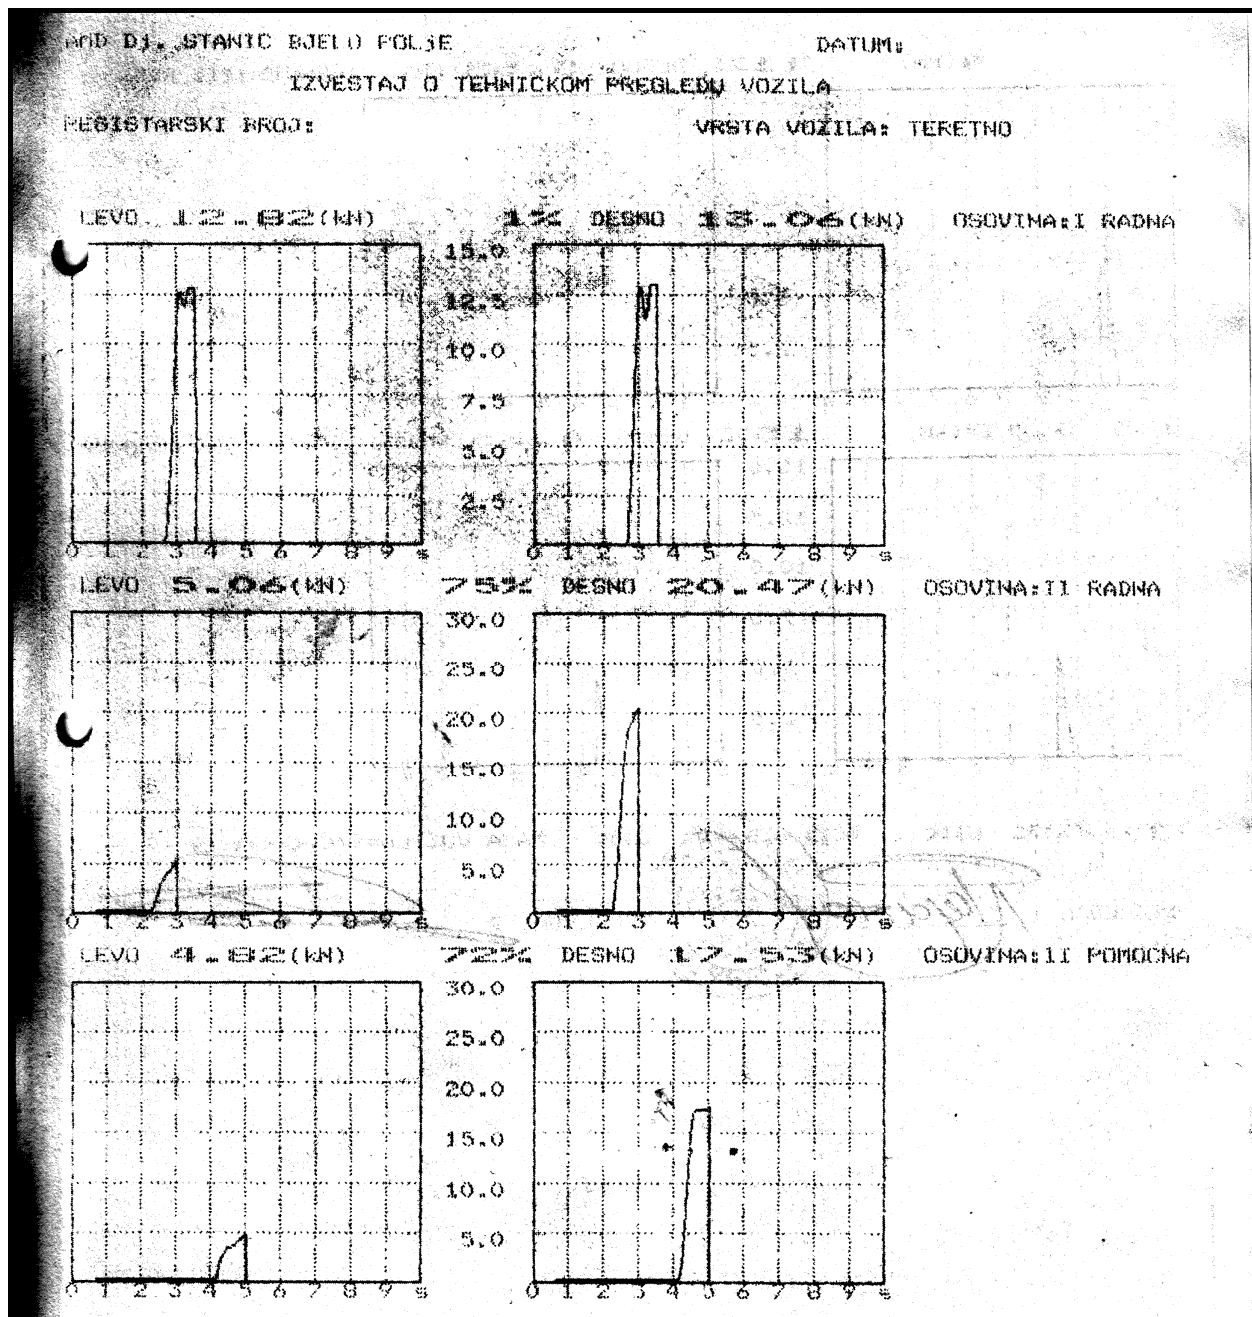 AMD Dj. STANIC BJELO POLJE DATUM:
IZVESTAJ O TEHNICKOM PREGLEDU VOZILA
REGISTARSKI BROJ: VRSTA VOZILA: TERETNO
LEVO 12.82(kN) 1% DESNO 13.06(kN) OSOVINA:I RADNA
15.0
12.5
10.0
7.5
5.0
2.5
0 1 2 3 4 5 6 7 8 9 s 0 1 2 3 4 5 6 7 8 9 s
LEVO 5.06(kN) 75% DESNO 20.47(kN) OSOVINA:II RADNA
30.0
25.0
20.0
15.0
10.0
5.0
0 1 2 3 4 5 6 7 8 9 s 0 1 2 3 4 5 6 7 8 9 s
LEVO 4.82(kN) 72% DESNO 17.53(kN) OSOVINA:II POMOCNA
30.0
25.0
20.0
15.0
10.0
5.0
0 1 2 3 4 5 6 7 8 9 s 0 1 2 3 4 5 6 7 8 9 s